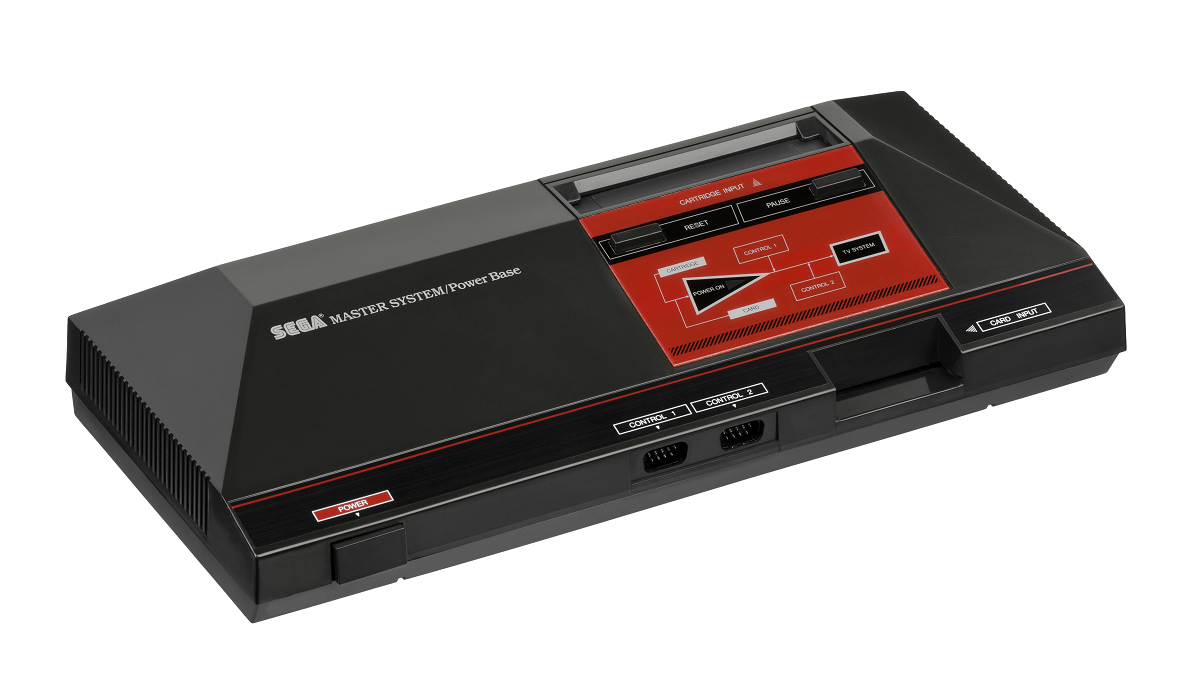 SEGA® MASTER SYSTEM/Power Base
CARTRIDGE INPUT
RESET
PAUSE
CARTRIDGE
CONTROL 1
TV SYSTEM
POWER ON
CONTROL 2
CARD
CARD INPUT
CONTROL 1
CONTROL 2
POWER